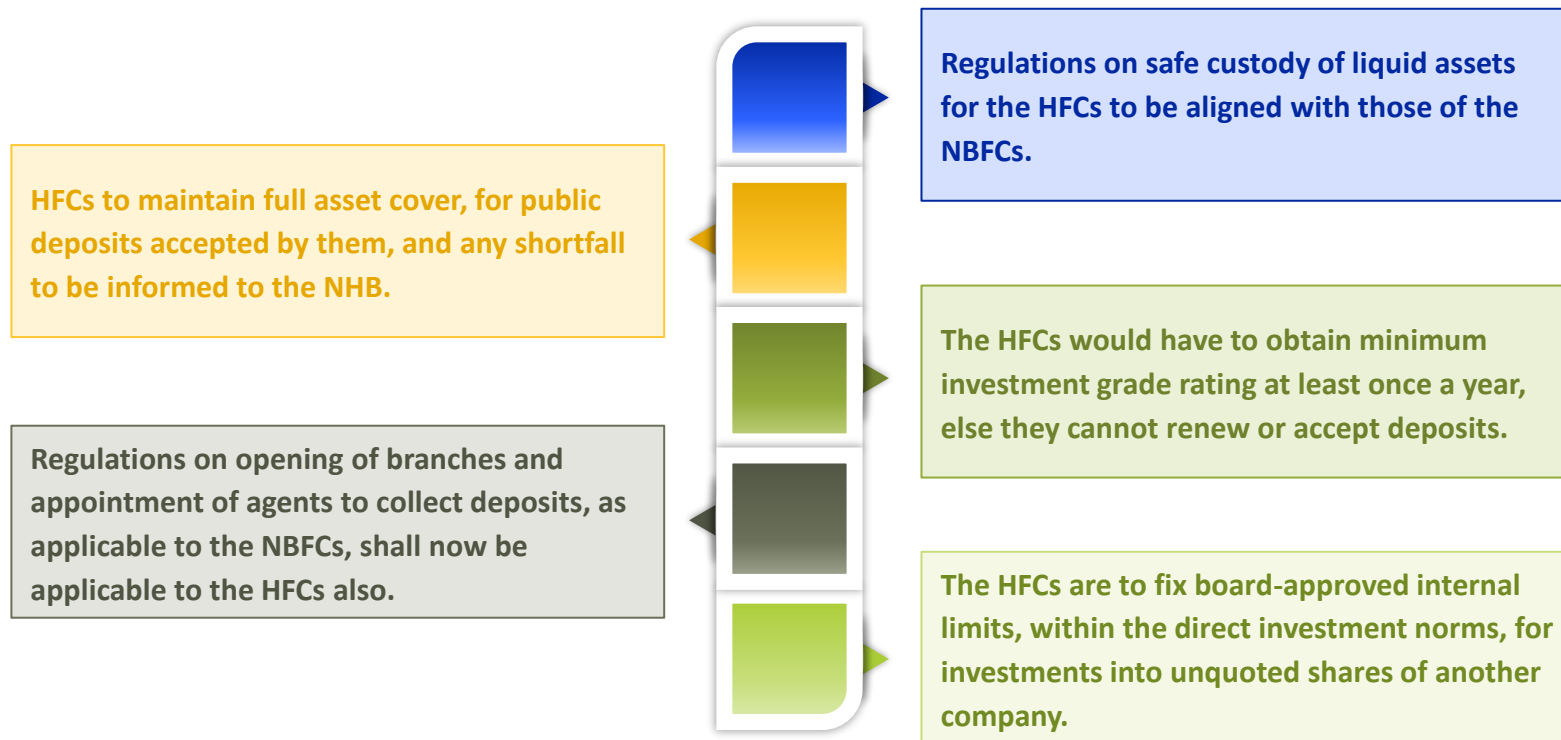 Regulations on safe custody of liquid assets
for the HFCs to be aligned with those of the
NBFCs.
HFCs to maintain full asset cover, for public
deposits accepted by them, and any shortfall
to be informed to the NHB.
The HFCs would have to obtain minimum
investment grade rating at least once a year,
else they cannot renew or accept deposits.
Regulations on opening of branches and
appointment of agents to collect deposits, as
applicable to the NBFCs, shall now be
applicable to the HFCs also.
The HFCs are to fix board-approved internal
limits, within the direct investment norms, for
investments into unquoted shares of another
company.